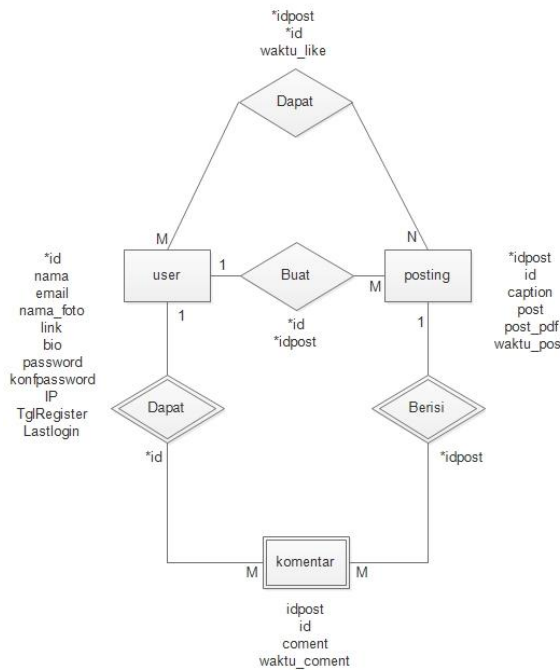 *idpost
*id
waktu_like
Dapat
M
N
*id
nama
email
nama_foto
link
bio
password
konfpassword
IP
TglRegister
Lastlogin
user
1
Buat
M
posting
*id
*idpost
*idpost
id
caption
post
post_pdf
waktu_post
1
1
Dapat
*id
Berisi
*idpost
M
komentar
M
idpost
id
coment
waktu_coment